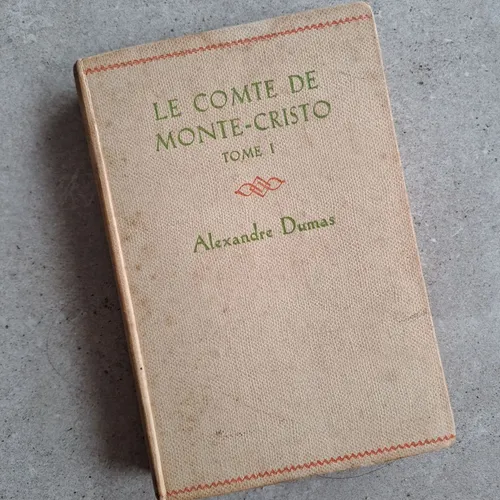 LE COMTE DE
MONTE-CRISTO
TOME I
Alexandre Dumas